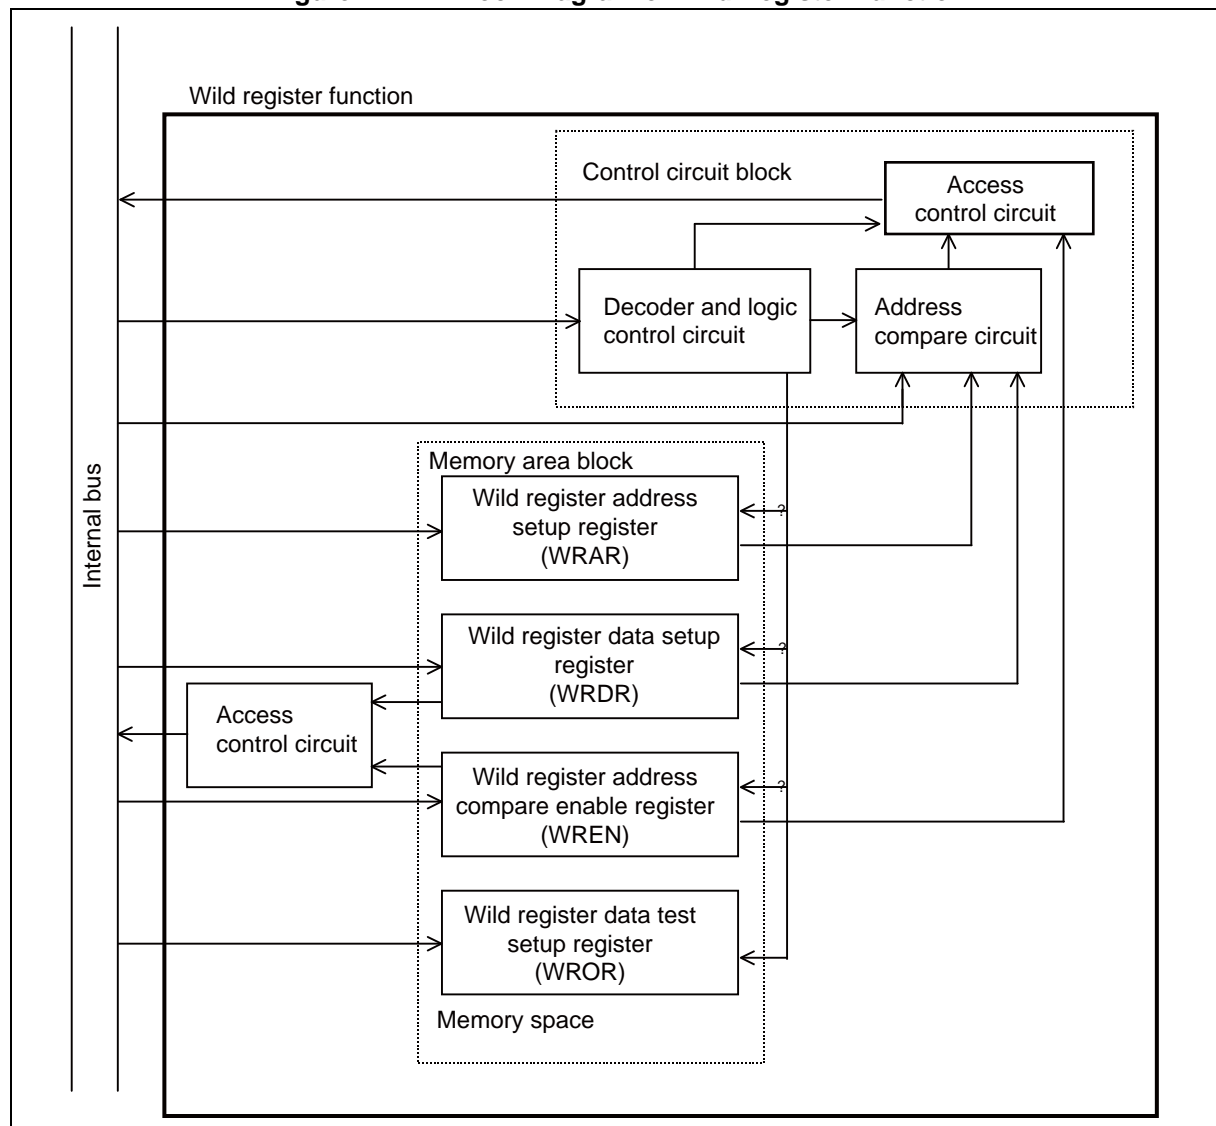 Wild register function
Control circuit block
Access
control circuit
Decoder and logic
control circuit
Address
compare circuit
Internal bus
Memory area block
Wild register address
setup register
(WRAR)
?
Wild register data setup
register
(WRDR)
?
Access
control circuit
Wild register address
compare enable register
(WREN)
?
Wild register data test
setup register
(WROR)
Memory space